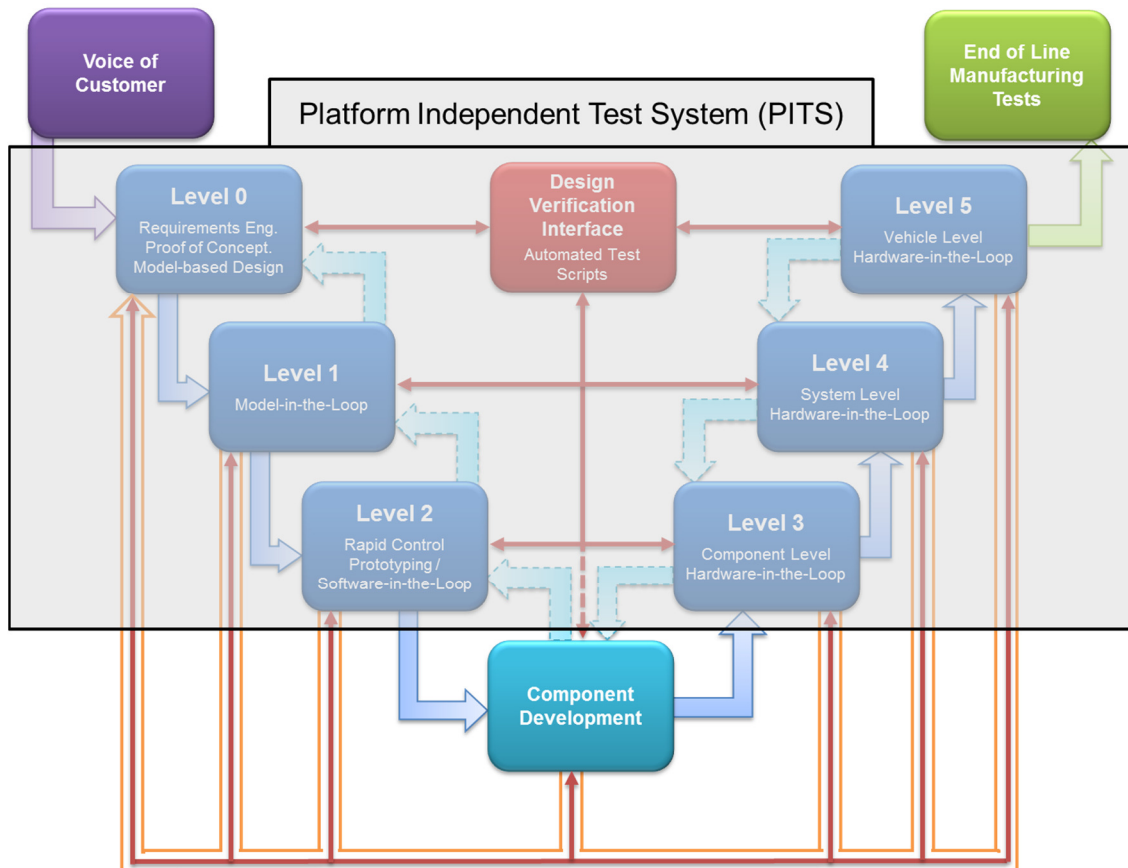 Voice of
Customer
End of Line
Manufacturing
Tests
Platform Independent Test System (PITS)
Level 0
Requirements Eng.
Proof of Concept.
Model-based Design
Design
Verification
Interface
Automated Test
Scripts
Level 5
Vehicle Level
Hardware-in-the-Loop
Level 1
Model-in-the-Loop
Level 4
System Level
Hardware-in-the-Loop
Level 2
Rapid Control
Prototyping /
Software-in-the-Loop
Level 3
Component Level
Hardware-in-the-Loop
Component
Development